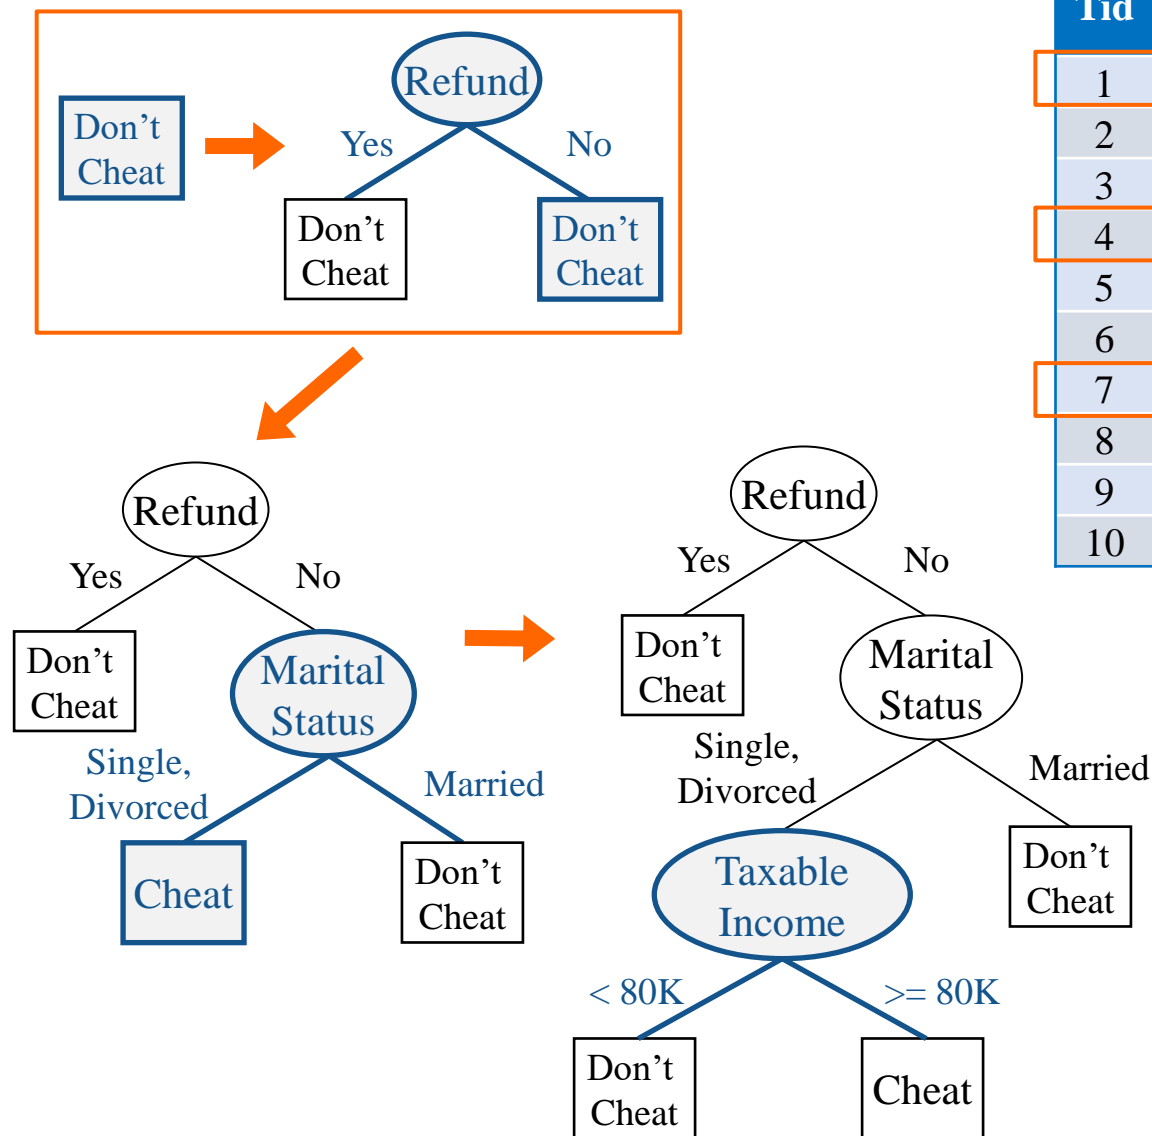 Refund
Don't
Cheat
Yes
No
Don't
Cheat
Don't
Cheat
Refund
Yes
No
Don't
Cheat
Marital
Status
Single,
Divorced
Married
Cheat
Don't
Cheat
Refund
Yes
No
Don't
Cheat
Marital
Status
Single,
Divorced
Married
Taxable
Income
Don't
Cheat
< 80K
>= 80K
Don't
Cheat
Cheat
Tid
1
2
3
4
5
6
7
8
9
10